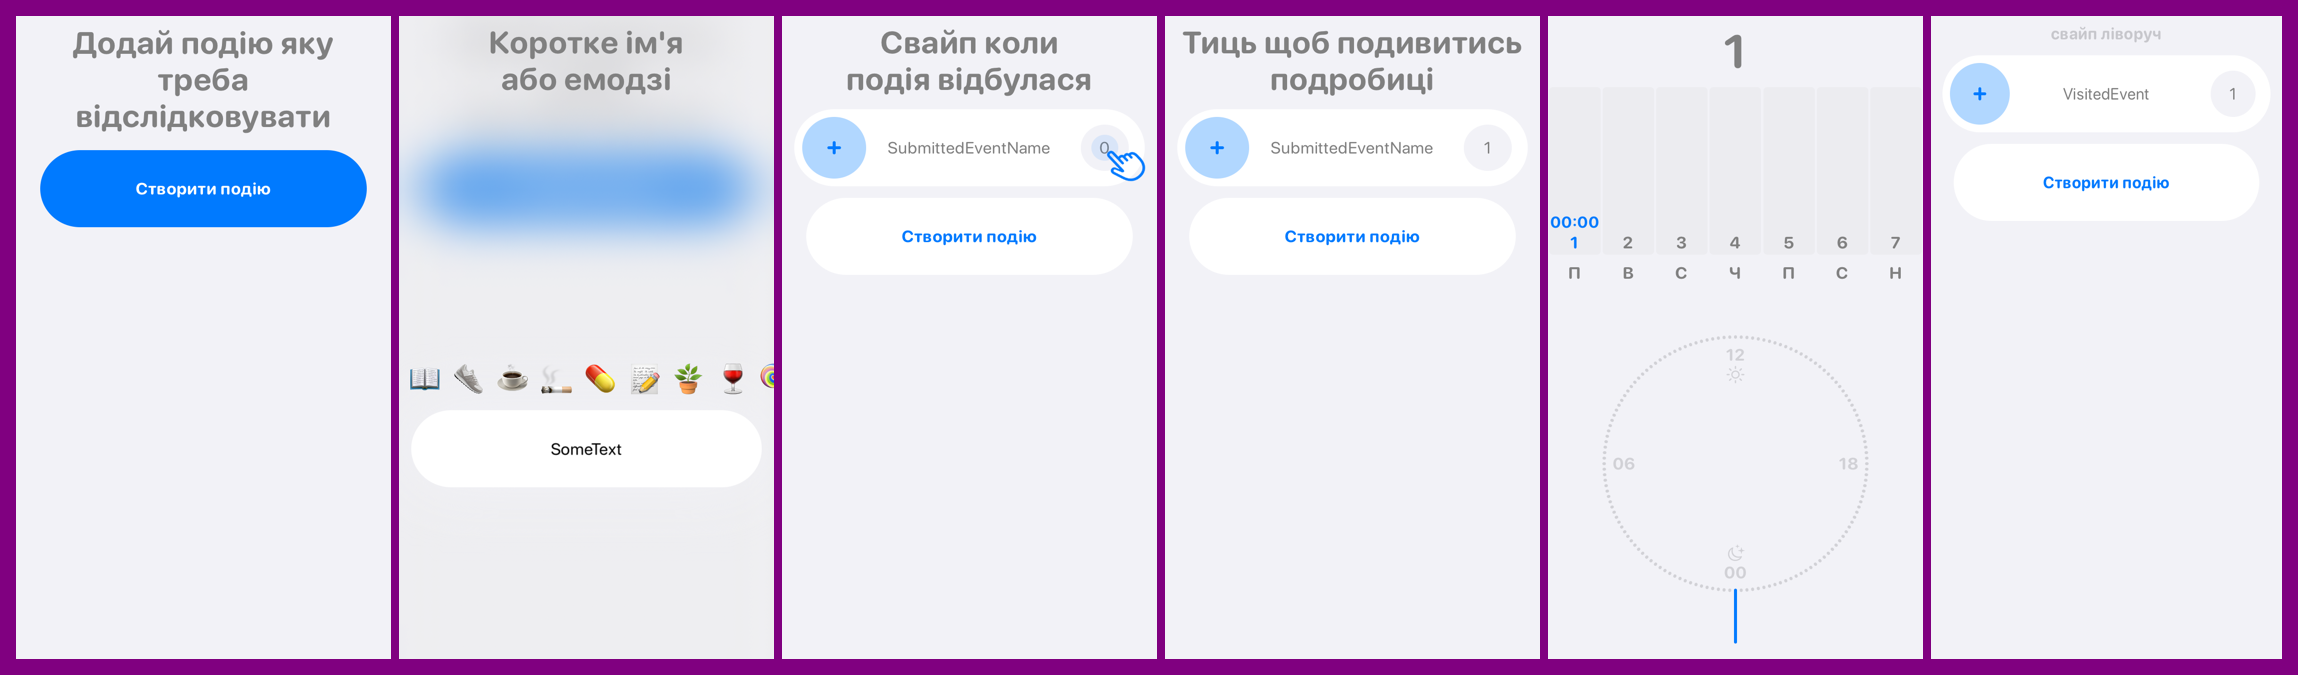 Додай подію яку
треба
відслідковувати
Створити подію
Коротке ім'я
або емодзі
SomeText
Свайп коли
подія відбулася
+ SubmittedEventName 0
Створити подію
Тиць щоб подивитись
подробиці
+ SubmittedEventName 1
Створити подію
1
00:00
1 2 3 4 5 6 7
П В С Ч П С Н
12
06 18
00
свайп ліворуч
+ VisitedEvent 1
Створити подію